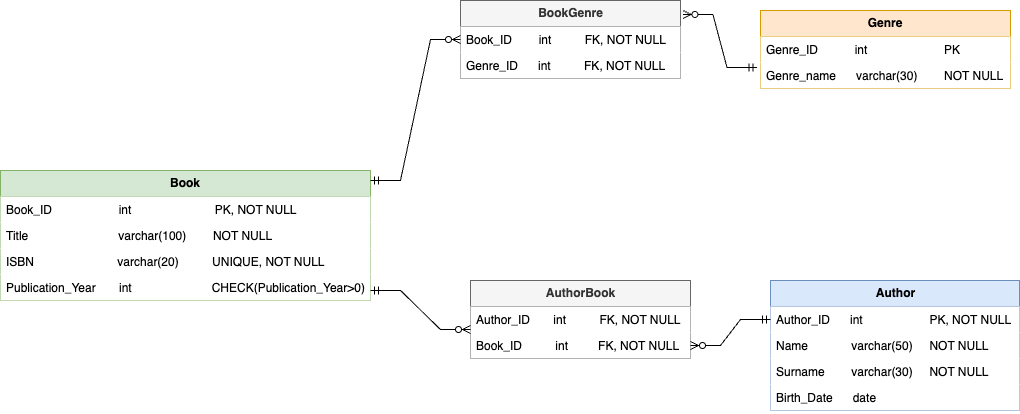 BookGenre
Book_ID int FK, NOT NULL
Genre_ID int FK, NOT NULL
Genre
Genre_ID int PK
Genre_name varchar(30) NOT NULL
Book
Book_ID int PK, NOT NULL
Title varchar(100) NOT NULL
ISBN varchar(20) UNIQUE, NOT NULL
Publication_Year int CHECK(Publication_Year>0)
AuthorBook
Author_ID int FK, NOT NULL
Book_ID int FK, NOT NULL
Author
Author_ID int PK, NOT NULL
Name varchar(50) NOT NULL
Surname varchar(30) NOT NULL
Birth_Date date